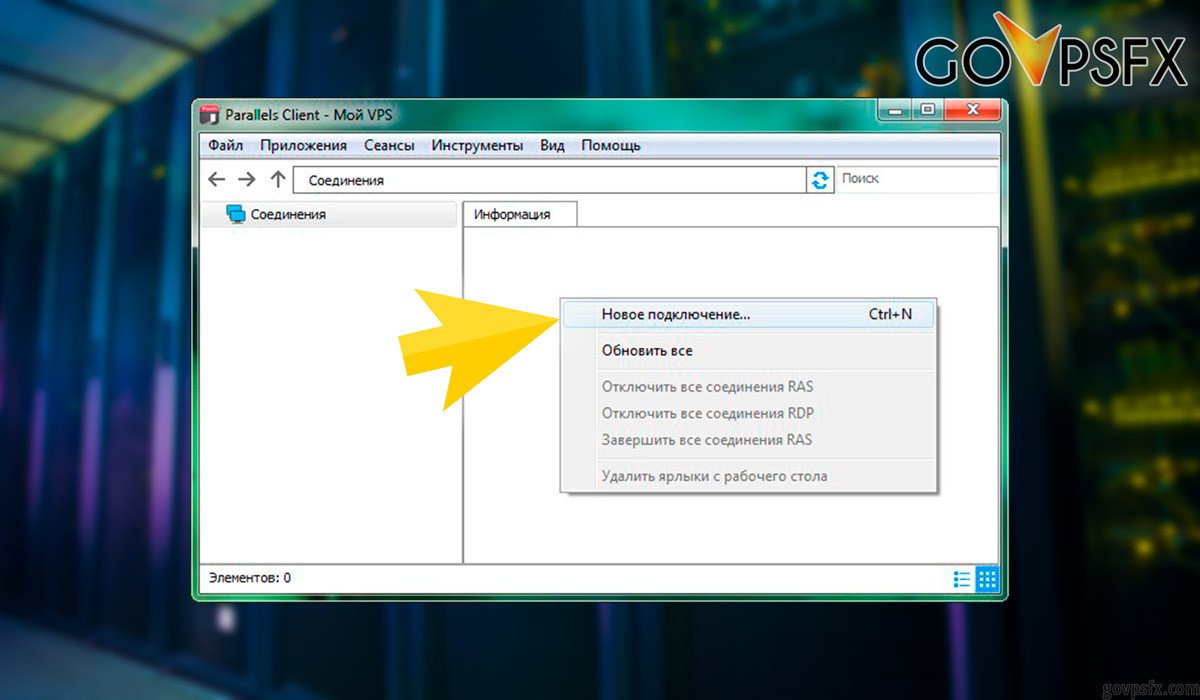 GOVPSFX
Parallels Client - Мой VPS
Файл Приложения Сеансы Инструменты Вид Помощь
Соединения
Поиск
Соединения
Информация
Новое подключение... Ctrl+N
Обновить все
Отключить все соединения RAS
Отключить все соединения RDP
Завершить все соединения RAS
Удалить ярлыки с рабочего стола
Элементов: 0
govpsfx.com